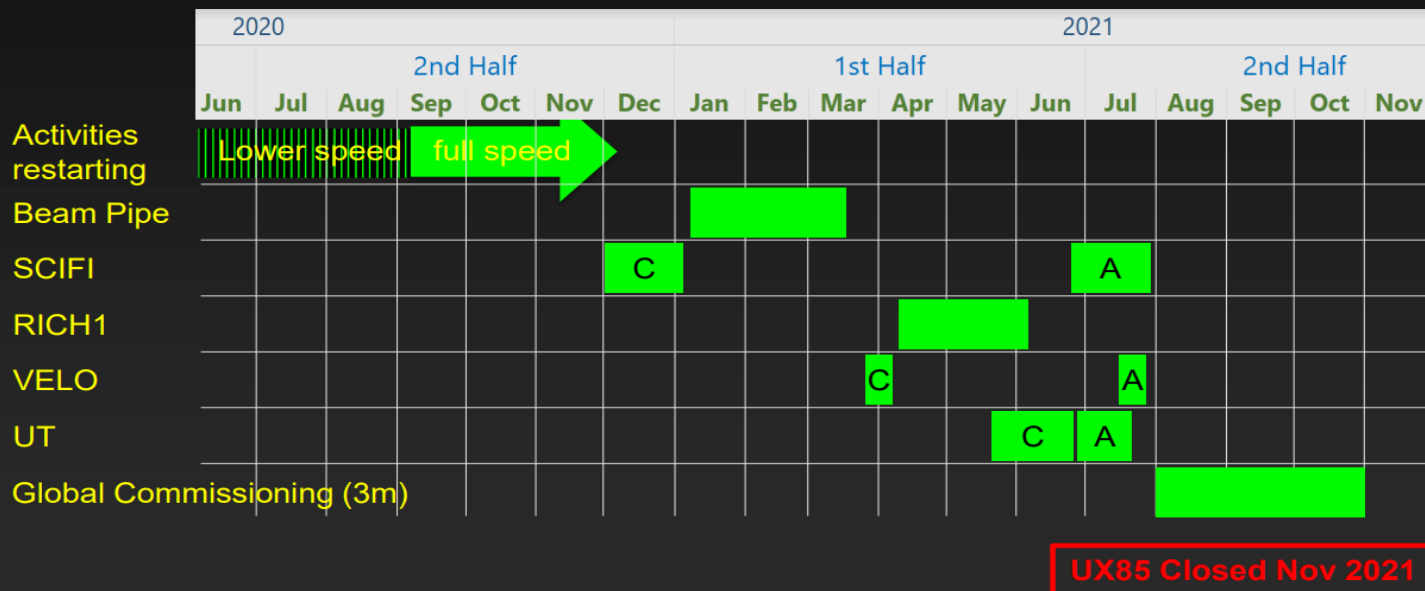 2020 2021
2nd Half 1st Half 2nd Half
Jun Jul Aug Sep Oct Nov Dec Jan Feb Mar Apr May Jun Jul Aug Sep Oct Nov
Activities
restarting
Lower speed full speed
Beam Pipe
SCIFI C A
RICH1
VELO C A
UT C A
Global Commissioning (3m)
UX85 Closed Nov 2021